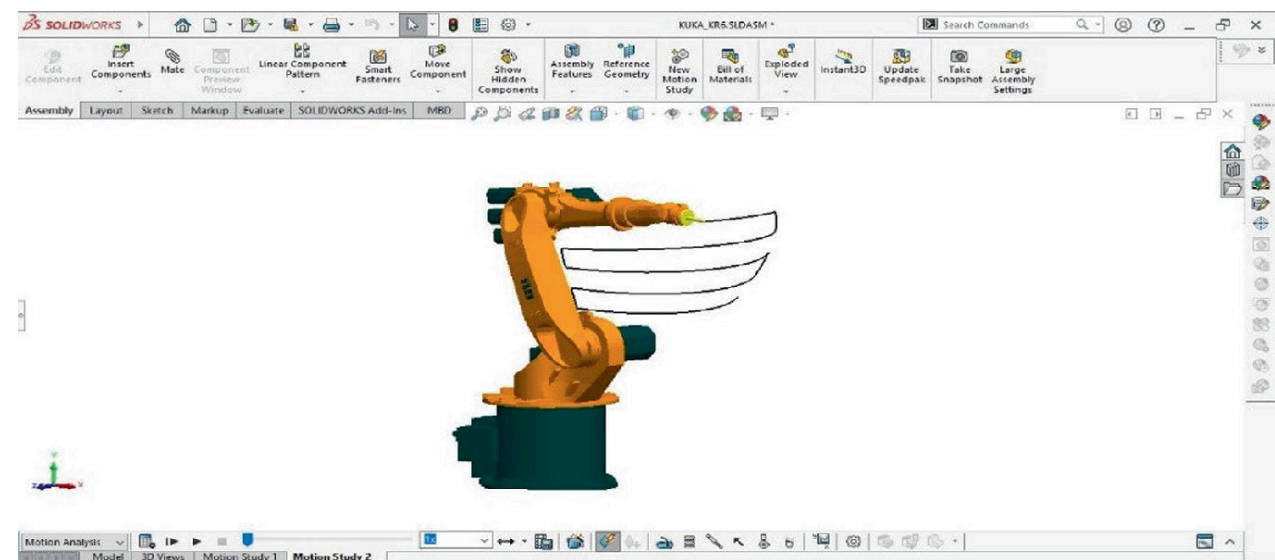 SOLIDWORKS
KUKA_KR6.SLDASM *
Search Commands
Edit Component
Insert Components
Mate
Component Preview Window
Linear Component Pattern
Smart Fasteners
Move Component
Show Hidden Components
Assembly Features
Reference Geometry
New Motion Study
Bill of Materials
Exploded View
Instant3D
Update Speedpak
Take Snapshot
Large Assembly Settings
Assembly Layout Sketch Markup Evaluate SOLIDWORKS Add-Ins MBD
Motion Analysis
1x
Model 3D Views Motion Study 1 Motion Study 2